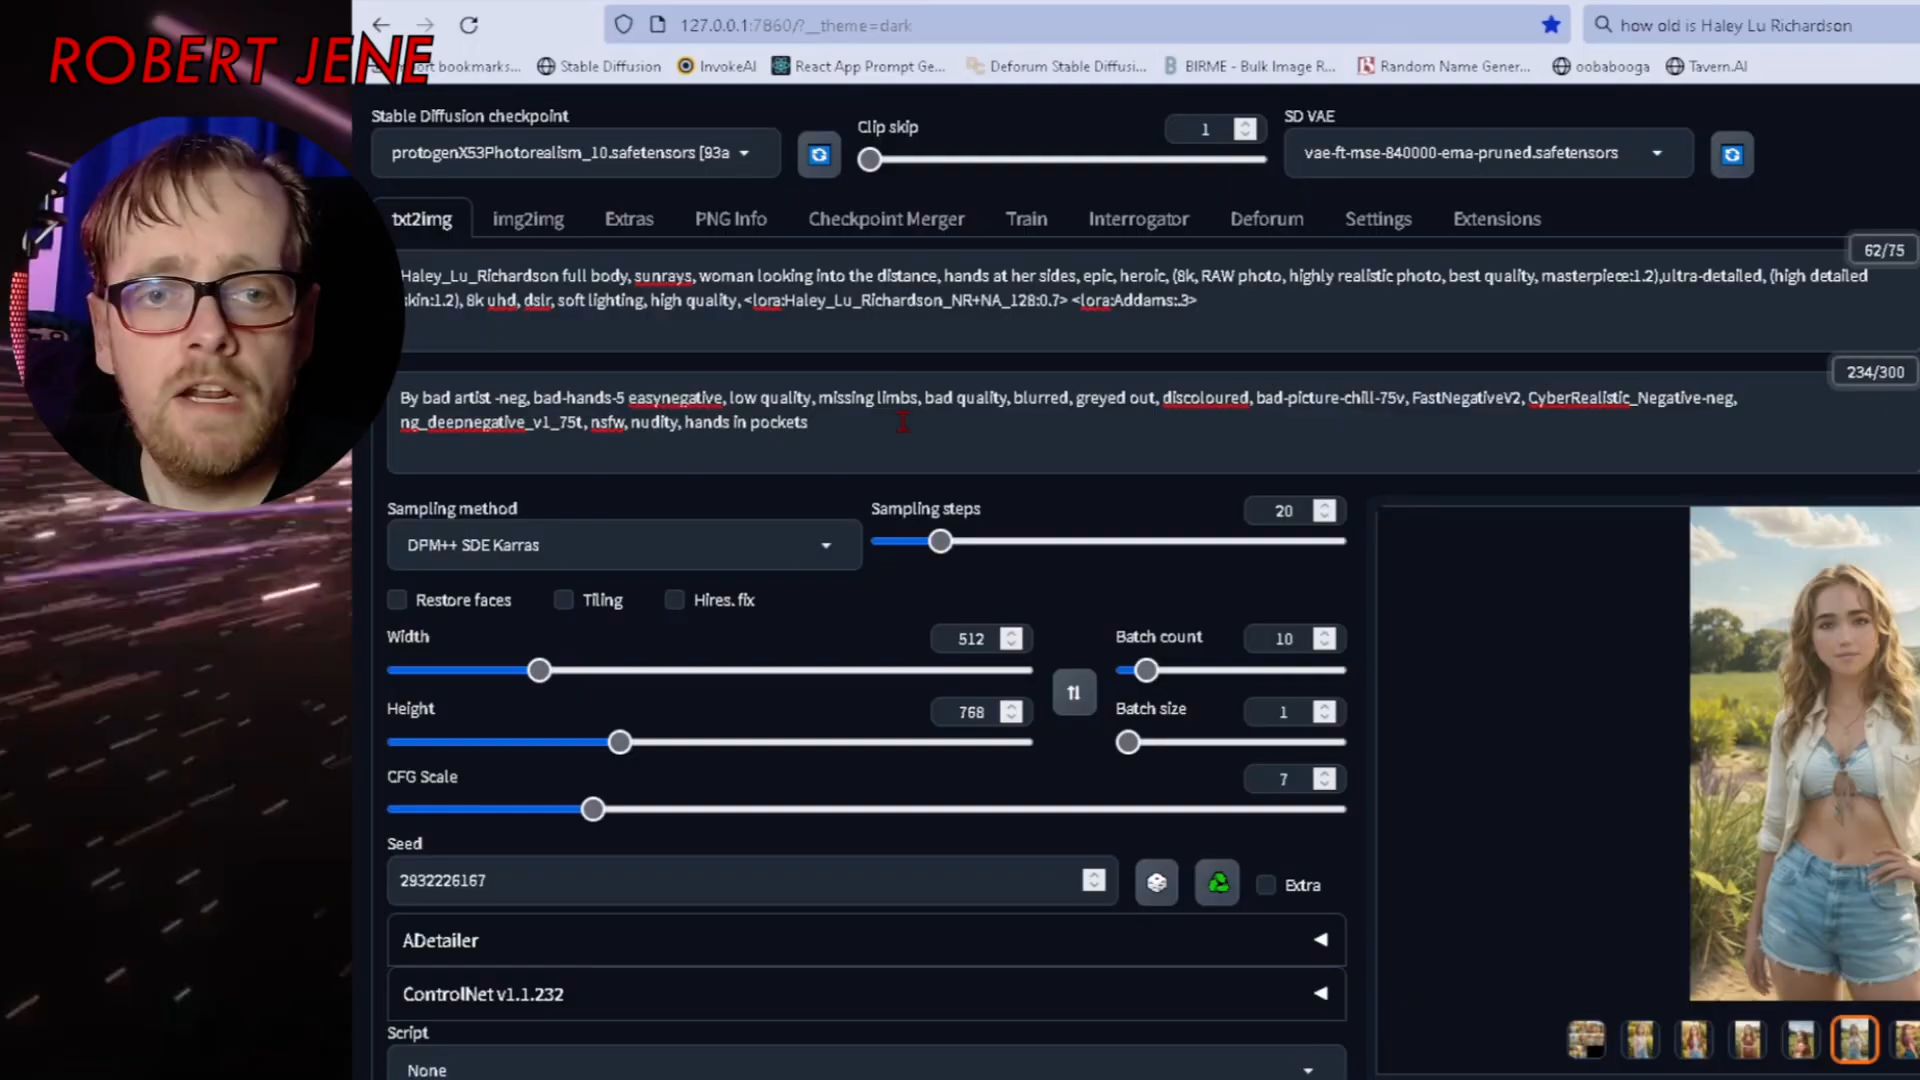 ROBERT JENE
127.0.0.1:7860/?__theme=dark
how old is Haley Lu Richardson
bookmarks...
Stable Diffusion
InvokeAI
React App Prompt Ge...
Deforum Stable Diffusi...
BIRME - Bulk Image R...
Random Name Gener...
oobabooga
Tavern.AI
Stable Diffusion checkpoint
protogenX53Photorealism_10.safetensors [93a
Clip skip
1
SD VAE
vae-ft-mse-840000-ema-pruned.safetensors
txt2img
img2img
Extras
PNG Info
Checkpoint Merger
Train
Interrogator
Deforum
Settings
Extensions
62/75
Haley_Lu_Richardson full body, sunrays, woman looking into the distance, hands at her sides, epic, heroic, (8k, RAW photo, highly realistic photo, best quality, masterpiece:1.2),ultra-detailed, (high detailed
skin:1.2), 8k uhd, dslr, soft lighting, high quality, <lora:Haley_Lu_Richardson_NR+NA_128:0.7> <lora:Addams:.3>
234/300
By bad artist -neg, bad-hands-5 easynegative, low quality, missing limbs, bad quality, blurred, greyed out, discoloured, bad-picture-chill-75v, FastNegativeV2, CyberRealistic_Negative-neg,
ng_deepnegative_v1_75t, nsfw, nudity, hands in pockets
Sampling method
DPM++ SDE Karras
Sampling steps
20
Restore faces
Tiling
Hires. fix
Width
512
Batch count
10
Height
768
Batch size
1
CFG Scale
7
Seed
2932226167
Extra
ADetailer
ControlNet v1.1.232
Script
None